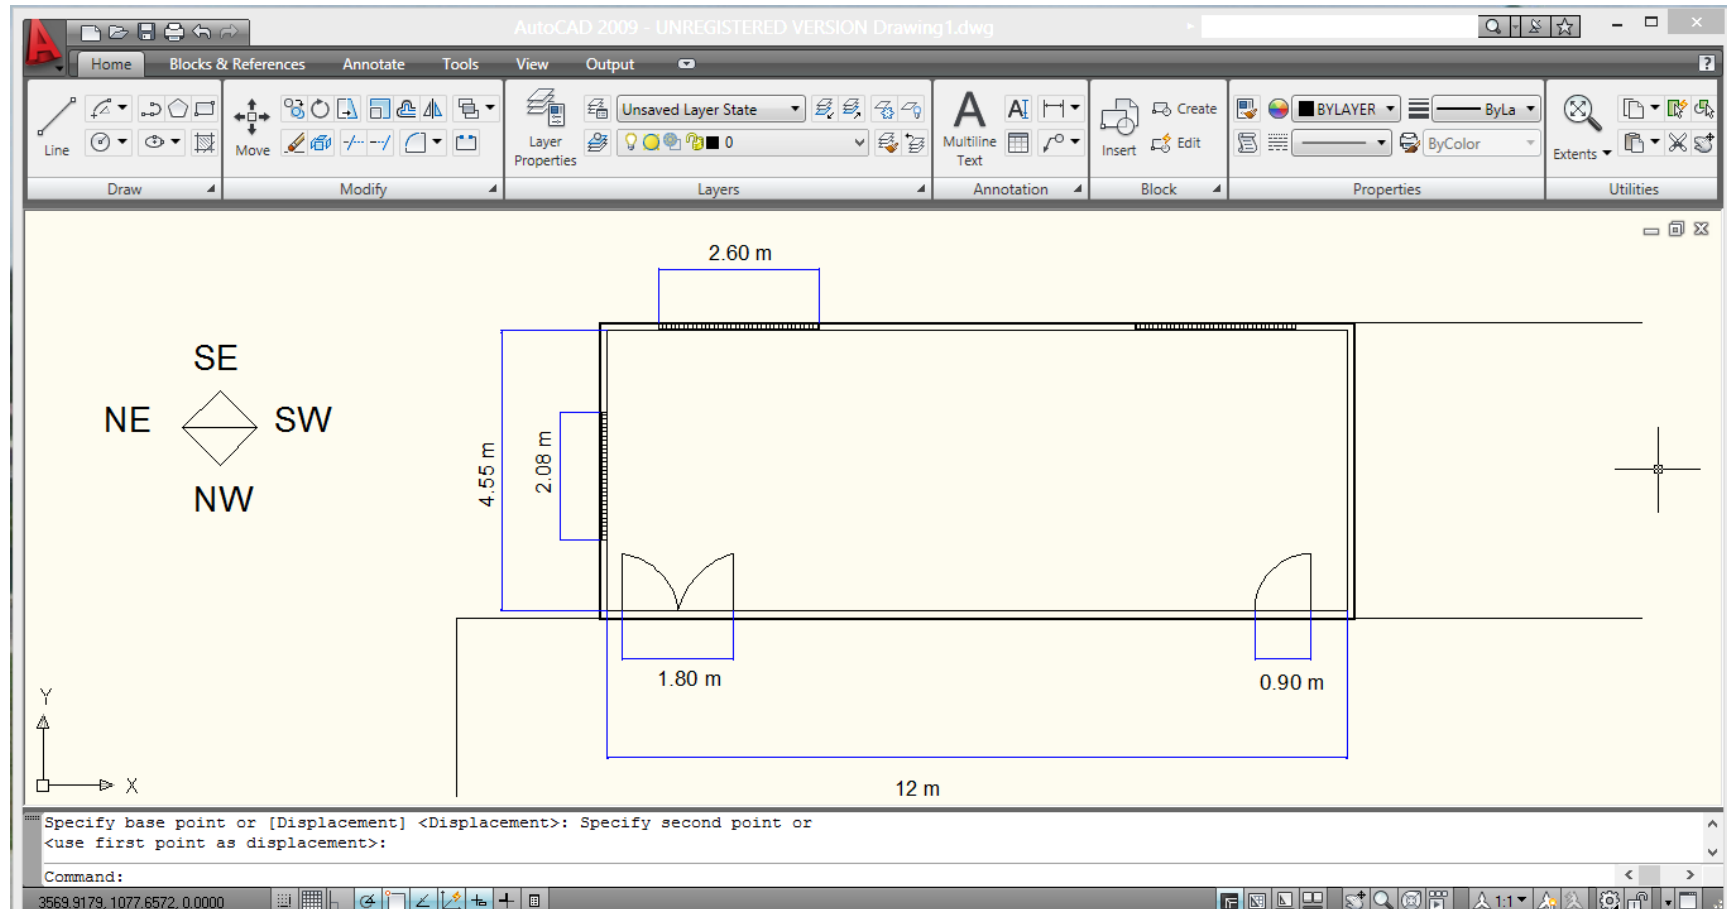 AutoCAD 2009 - UNREGISTERED VERSION Drawing1.dwg
Home Blocks & References Annotate Tools View Output
Line
Move
Layer Properties
Unsaved Layer State
0
Multiline Text
Insert
Create
Edit
BYLAYER
ByLa
ByColor
Extents
Draw Modify Layers Annotation Block Properties Utilities
2.60 m
SE
NE SW
NW
4.55 m
2.08 m
1.80 m
0.90 m
12 m
Y
X
Specify base point or [Displacement] <Displacement>: Specify second point or
<use first point as displacement>:
Command:
3569.9179, 1077.6572, 0.0000
1:1